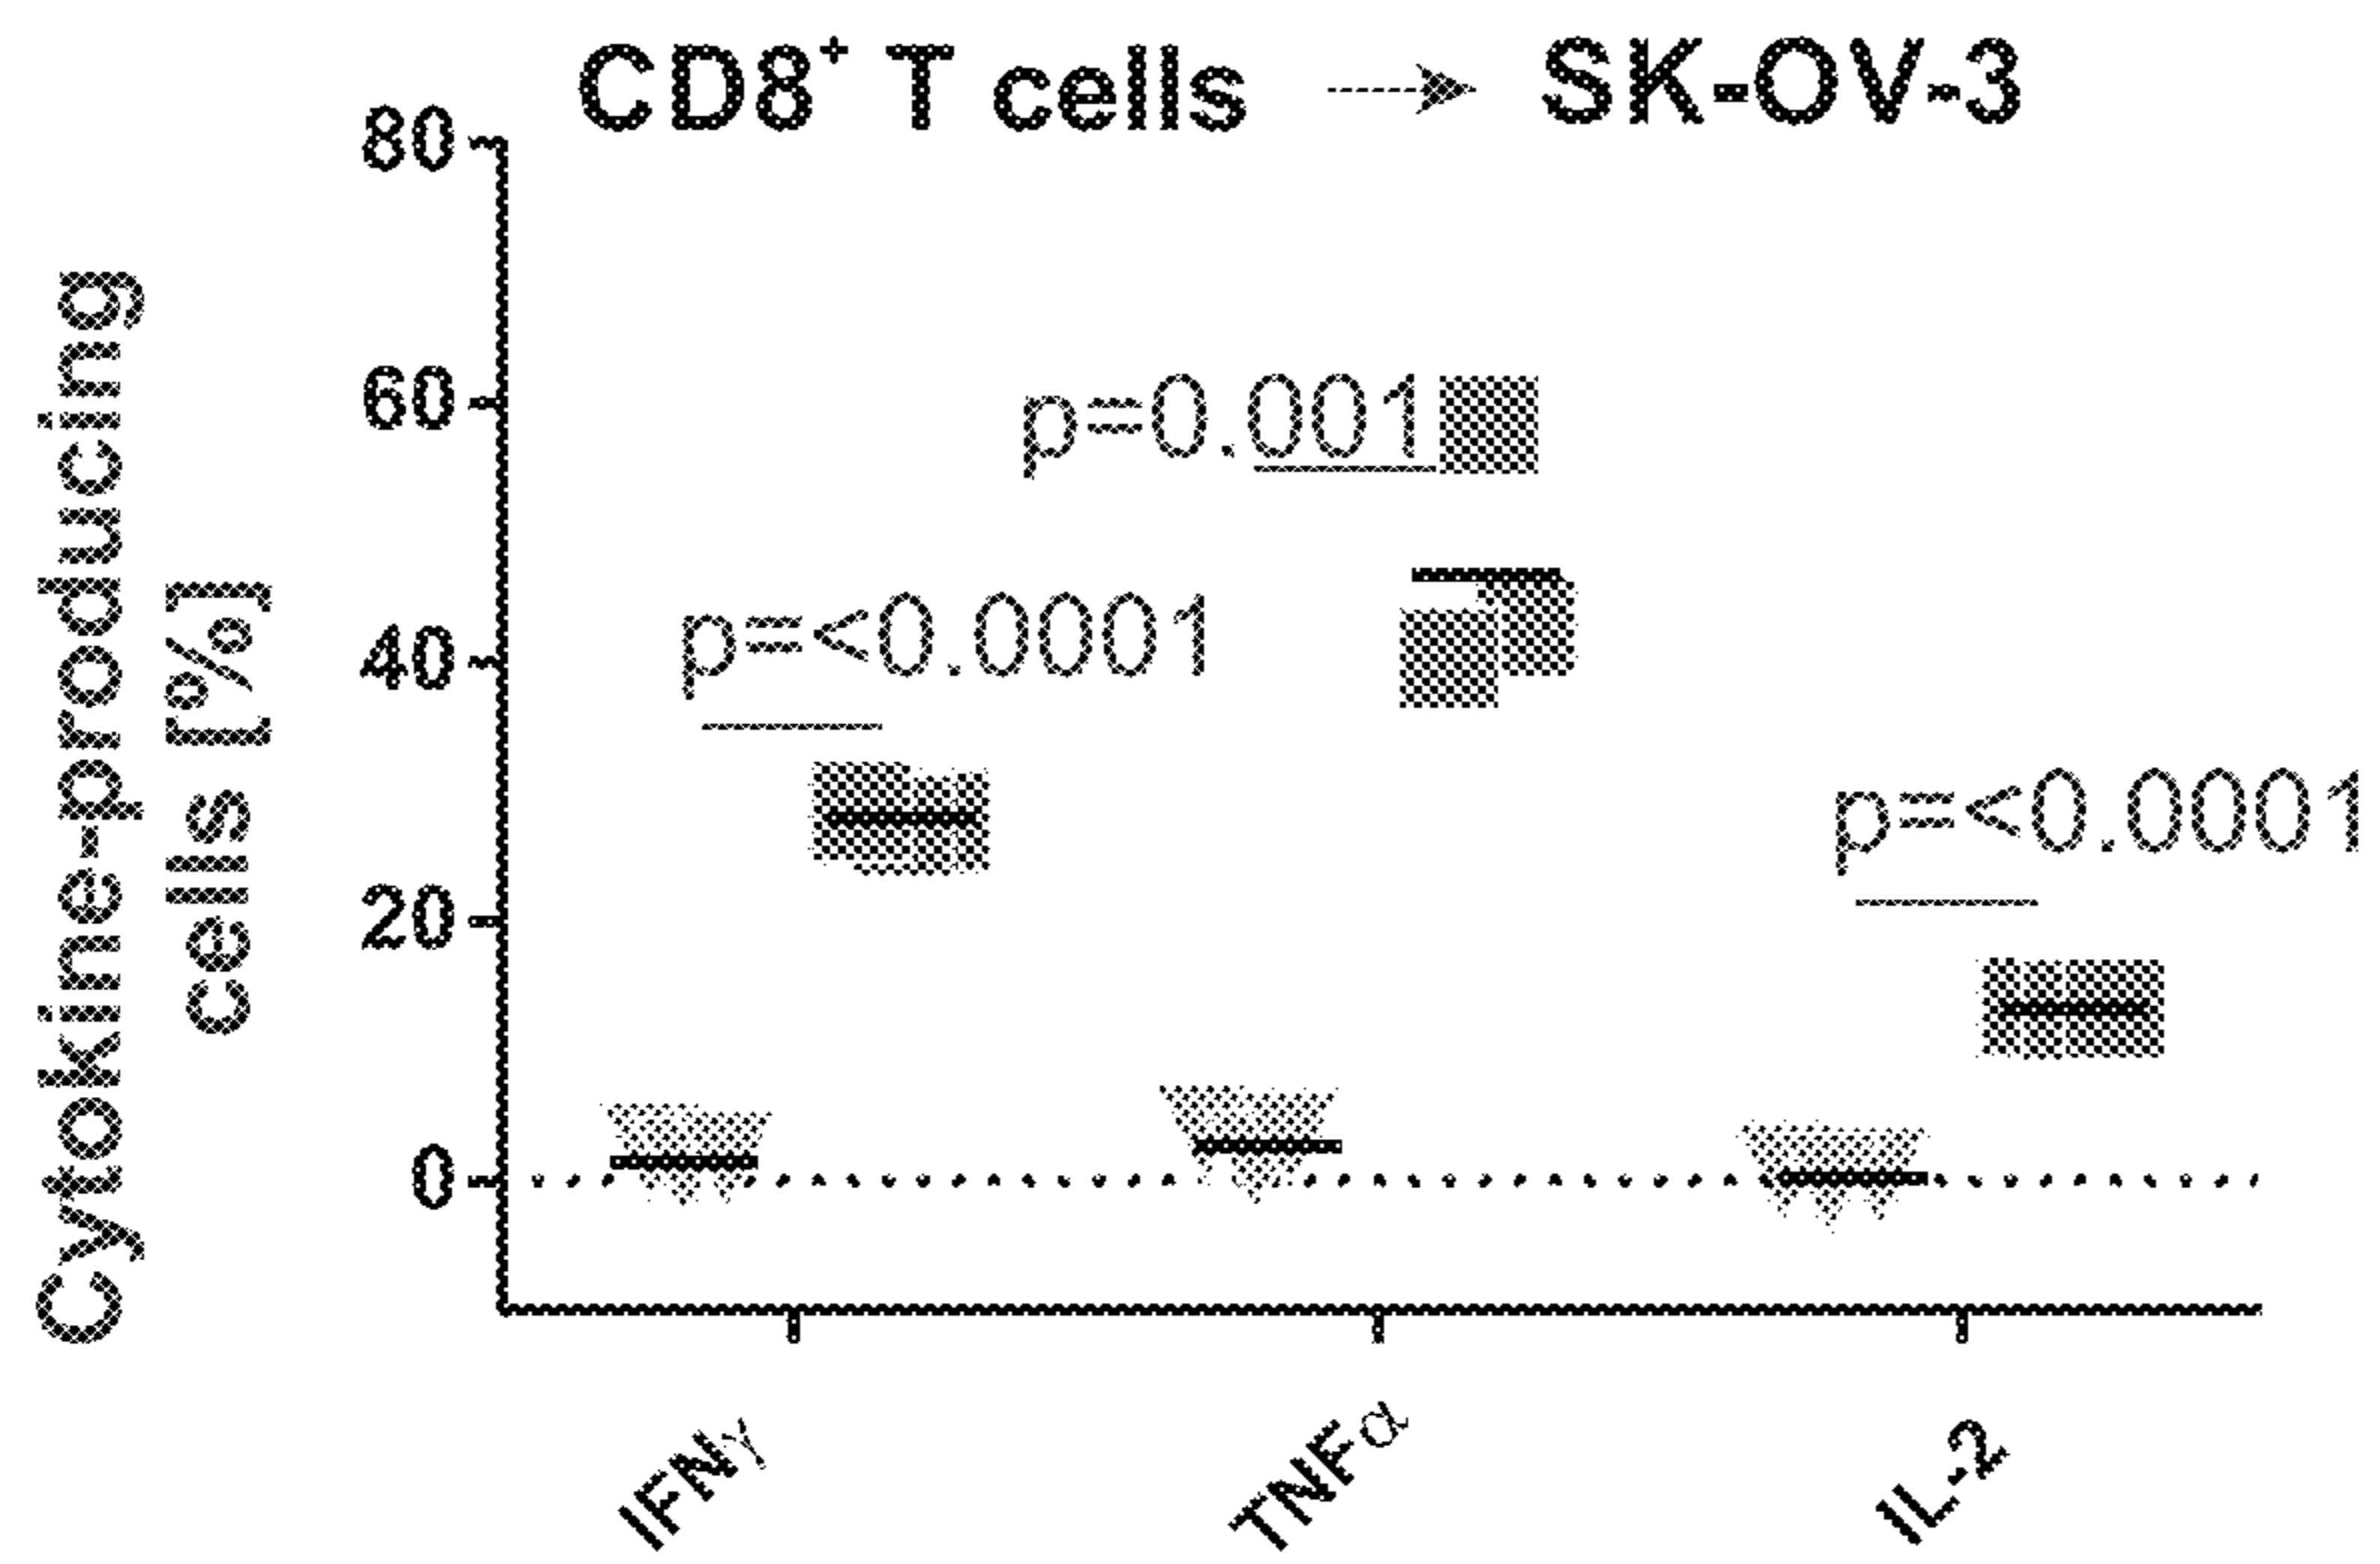 CD8⁺ T cells → SK-OV-3
Cytokine-producing
cells [%]
80
60
40
20
0
p=0.001
p=<0.0001
p=<0.0001
IFNγ
TNFα
IL-2